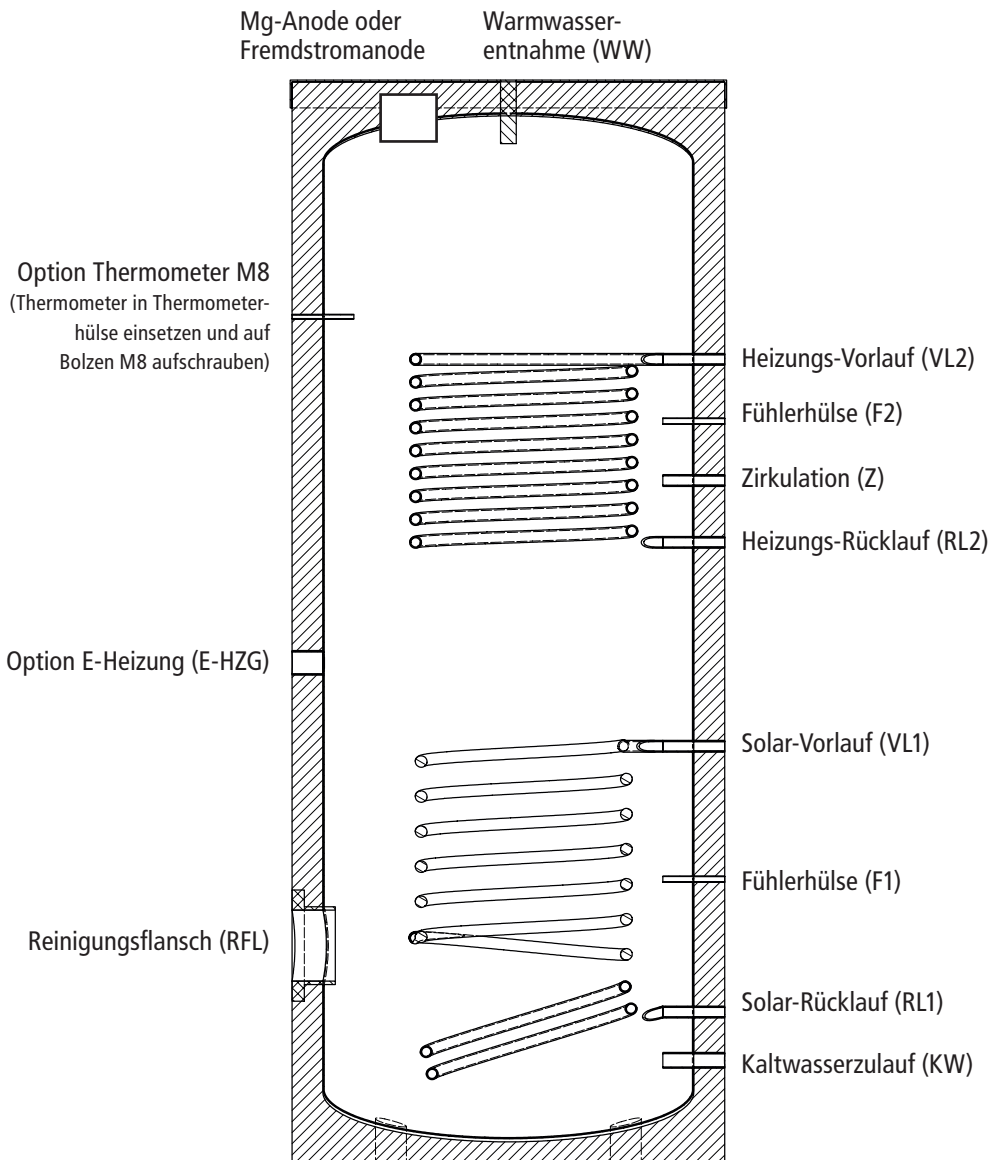 Mg-Anode oder
Fremdstromanode
Warmwasser-
entnahme (WW)
Option Thermometer M8
(Thermometer in Thermometer-
hülse einsetzen und auf
Bolzen M8 aufschrauben)
Heizungs-Vorlauf (VL2)
Fühlerhülse (F2)
Zirkulation (Z)
Heizungs-Rücklauf (RL2)
Option E-Heizung (E-HZG)
Solar-Vorlauf (VL1)
Fühlerhülse (F1)
Reinigungsflansch (RFL)
Solar-Rücklauf (RL1)
Kaltwasserzulauf (KW)